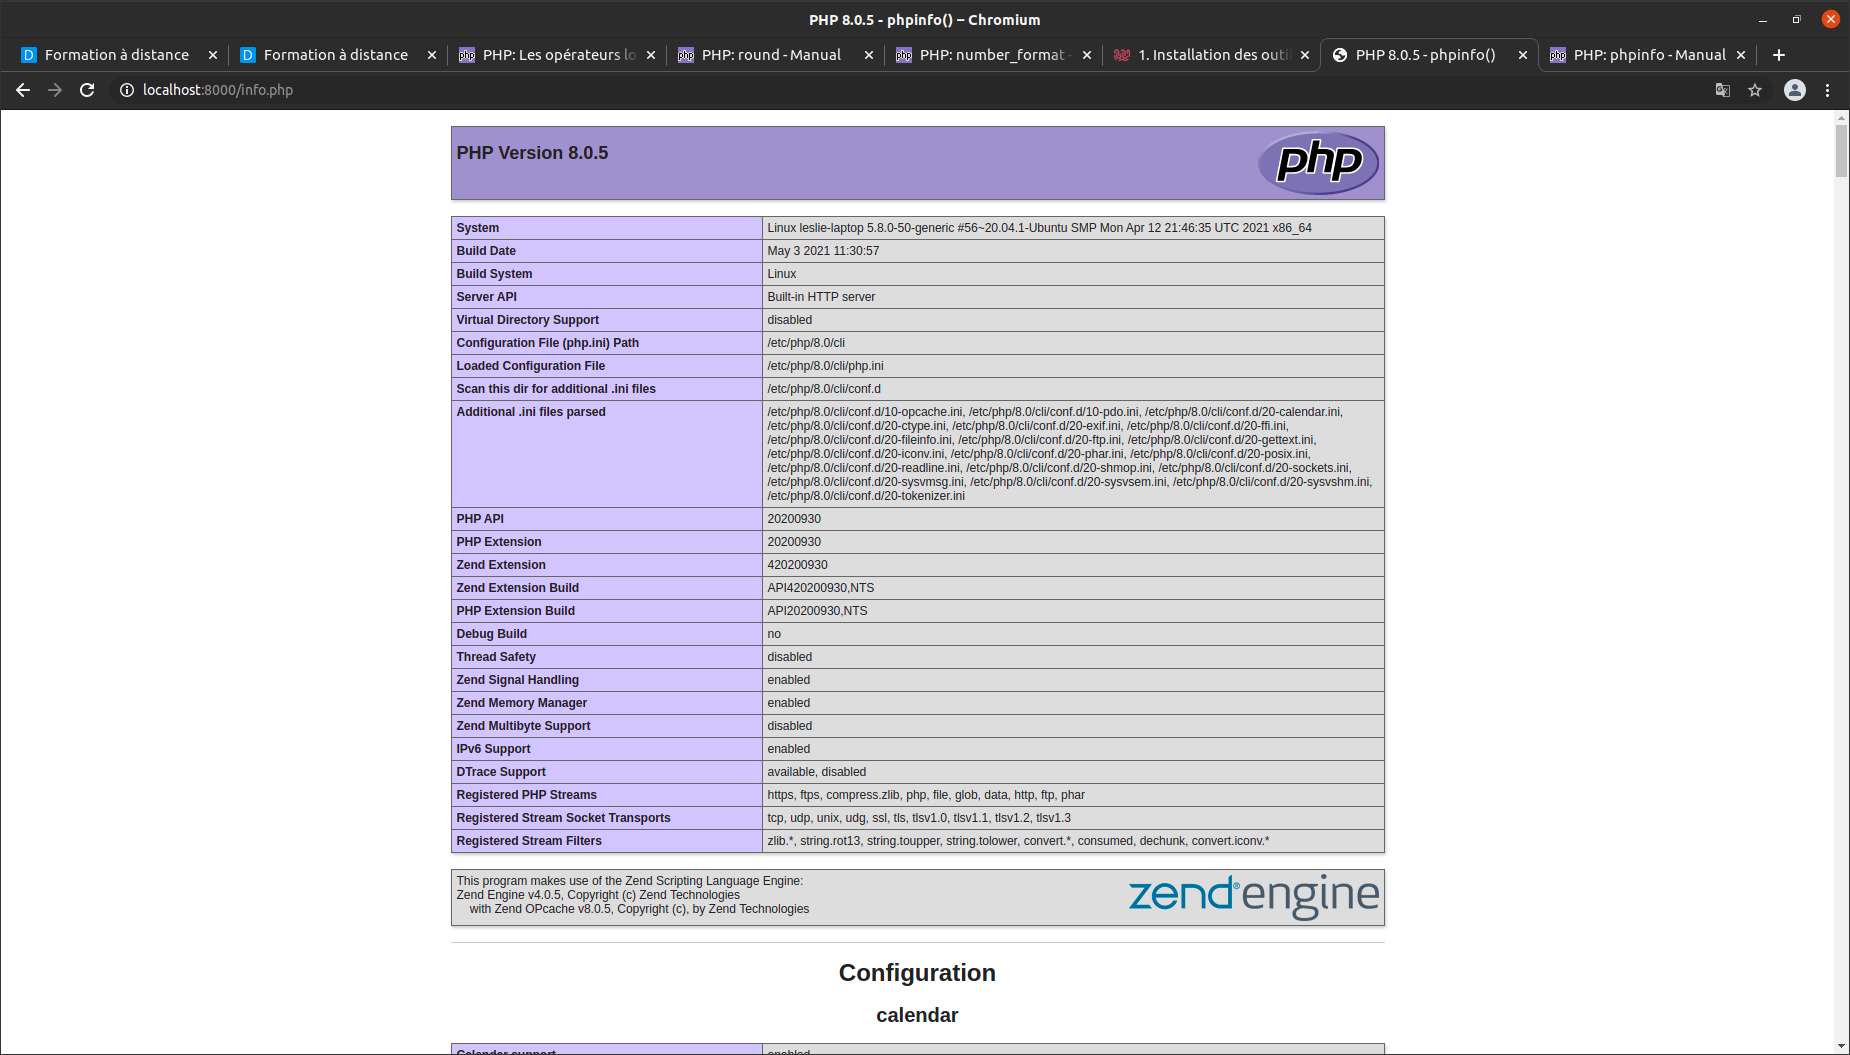 PHP 8.0.5 - phpinfo() – Chromium
Formation à distance
Formation à distance
PHP: Les opérateurs lo
PHP: round - Manual
PHP: number_format -
1. Installation des outi
PHP 8.0.5 - phpinfo()
PHP: phpinfo - Manual
localhost:8000/info.php
PHP Version 8.0.5
php
System Linux leslie-laptop 5.8.0-50-generic #56~20.04.1-Ubuntu SMP Mon Apr 12 21:46:35 UTC 2021 x86_64
Build Date May 3 2021 11:30:57
Build System Linux
Server API Built-in HTTP server
Virtual Directory Support disabled
Configuration File (php.ini) Path /etc/php/8.0/cli
Loaded Configuration File /etc/php/8.0/cli/php.ini
Scan this dir for additional .ini files /etc/php/8.0/cli/conf.d
Additional .ini files parsed /etc/php/8.0/cli/conf.d/10-opcache.ini, /etc/php/8.0/cli/conf.d/10-pdo.ini, /etc/php/8.0/cli/conf.d/20-calendar.ini,
/etc/php/8.0/cli/conf.d/20-ctype.ini, /etc/php/8.0/cli/conf.d/20-exif.ini, /etc/php/8.0/cli/conf.d/20-ffi.ini,
/etc/php/8.0/cli/conf.d/20-fileinfo.ini, /etc/php/8.0/cli/conf.d/20-ftp.ini, /etc/php/8.0/cli/conf.d/20-gettext.ini,
/etc/php/8.0/cli/conf.d/20-iconv.ini, /etc/php/8.0/cli/conf.d/20-phar.ini, /etc/php/8.0/cli/conf.d/20-posix.ini,
/etc/php/8.0/cli/conf.d/20-readline.ini, /etc/php/8.0/cli/conf.d/20-shmop.ini, /etc/php/8.0/cli/conf.d/20-sockets.ini,
/etc/php/8.0/cli/conf.d/20-sysvmsg.ini, /etc/php/8.0/cli/conf.d/20-sysvsem.ini, /etc/php/8.0/cli/conf.d/20-sysvshm.ini,
/etc/php/8.0/cli/conf.d/20-tokenizer.ini
PHP API 20200930
PHP Extension 20200930
Zend Extension 420200930
Zend Extension Build API420200930,NTS
PHP Extension Build API20200930,NTS
Debug Build no
Thread Safety disabled
Zend Signal Handling enabled
Zend Memory Manager enabled
Zend Multibyte Support disabled
IPv6 Support enabled
DTrace Support available, disabled
Registered PHP Streams https, ftps, compress.zlib, php, file, glob, data, http, ftp, phar
Registered Stream Socket Transports tcp, udp, unix, udg, ssl, tls, tlsv1.0, tlsv1.1, tlsv1.2, tlsv1.3
Registered Stream Filters zlib.*, string.rot13, string.toupper, string.tolower, convert.*, consumed, dechunk, convert.iconv.*
This program makes use of the Zend Scripting Language Engine:
Zend Engine v4.0.5, Copyright (c) Zend Technologies
with Zend OPcache v8.0.5, Copyright (c), by Zend Technologies
zend® engine
Configuration
calendar
Calendar support enabled